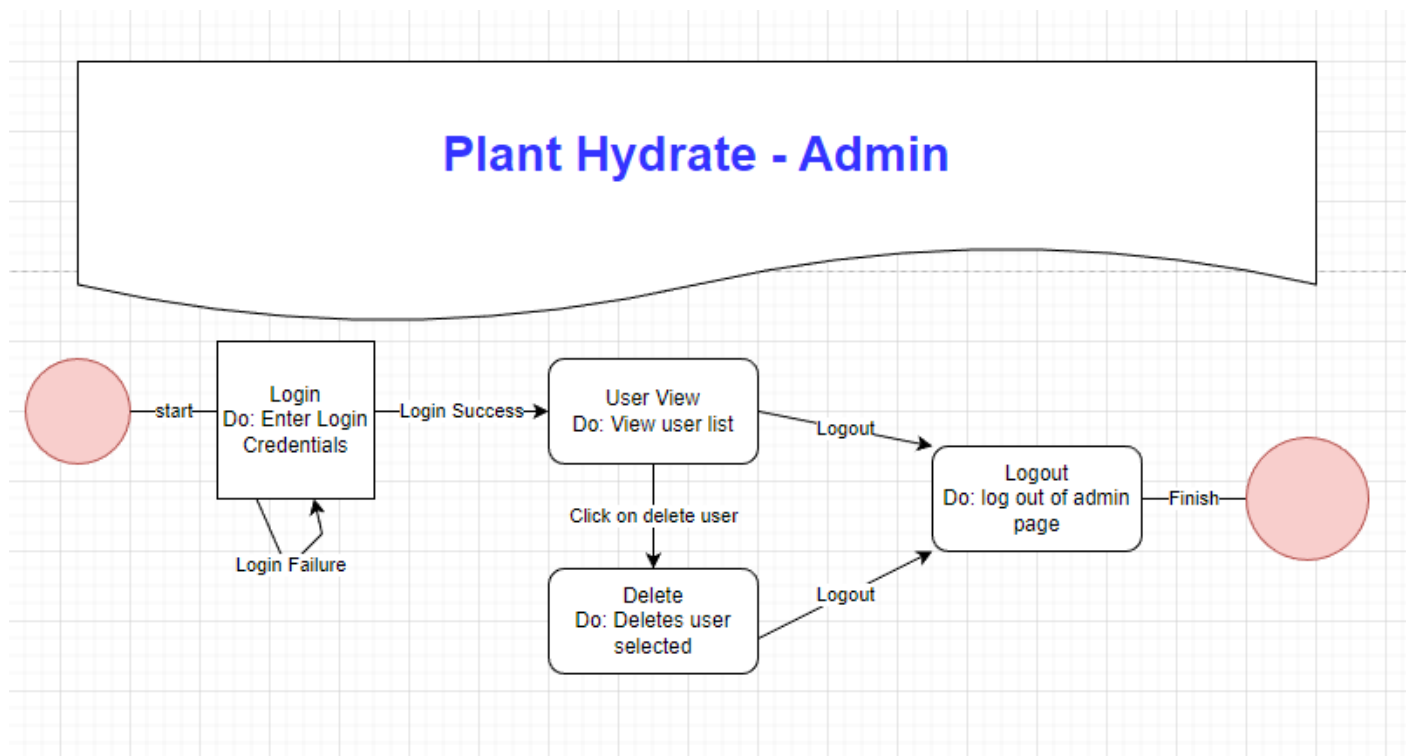 Plant Hydrate - Admin
start
Login
Do: Enter Login
Credentials
Login Success
Login Failure
User View
Do: View user list
Click on delete user
Delete
Do: Deletes user
selected
Logout
Logout
Logout
Do: log out of admin
page
Finish